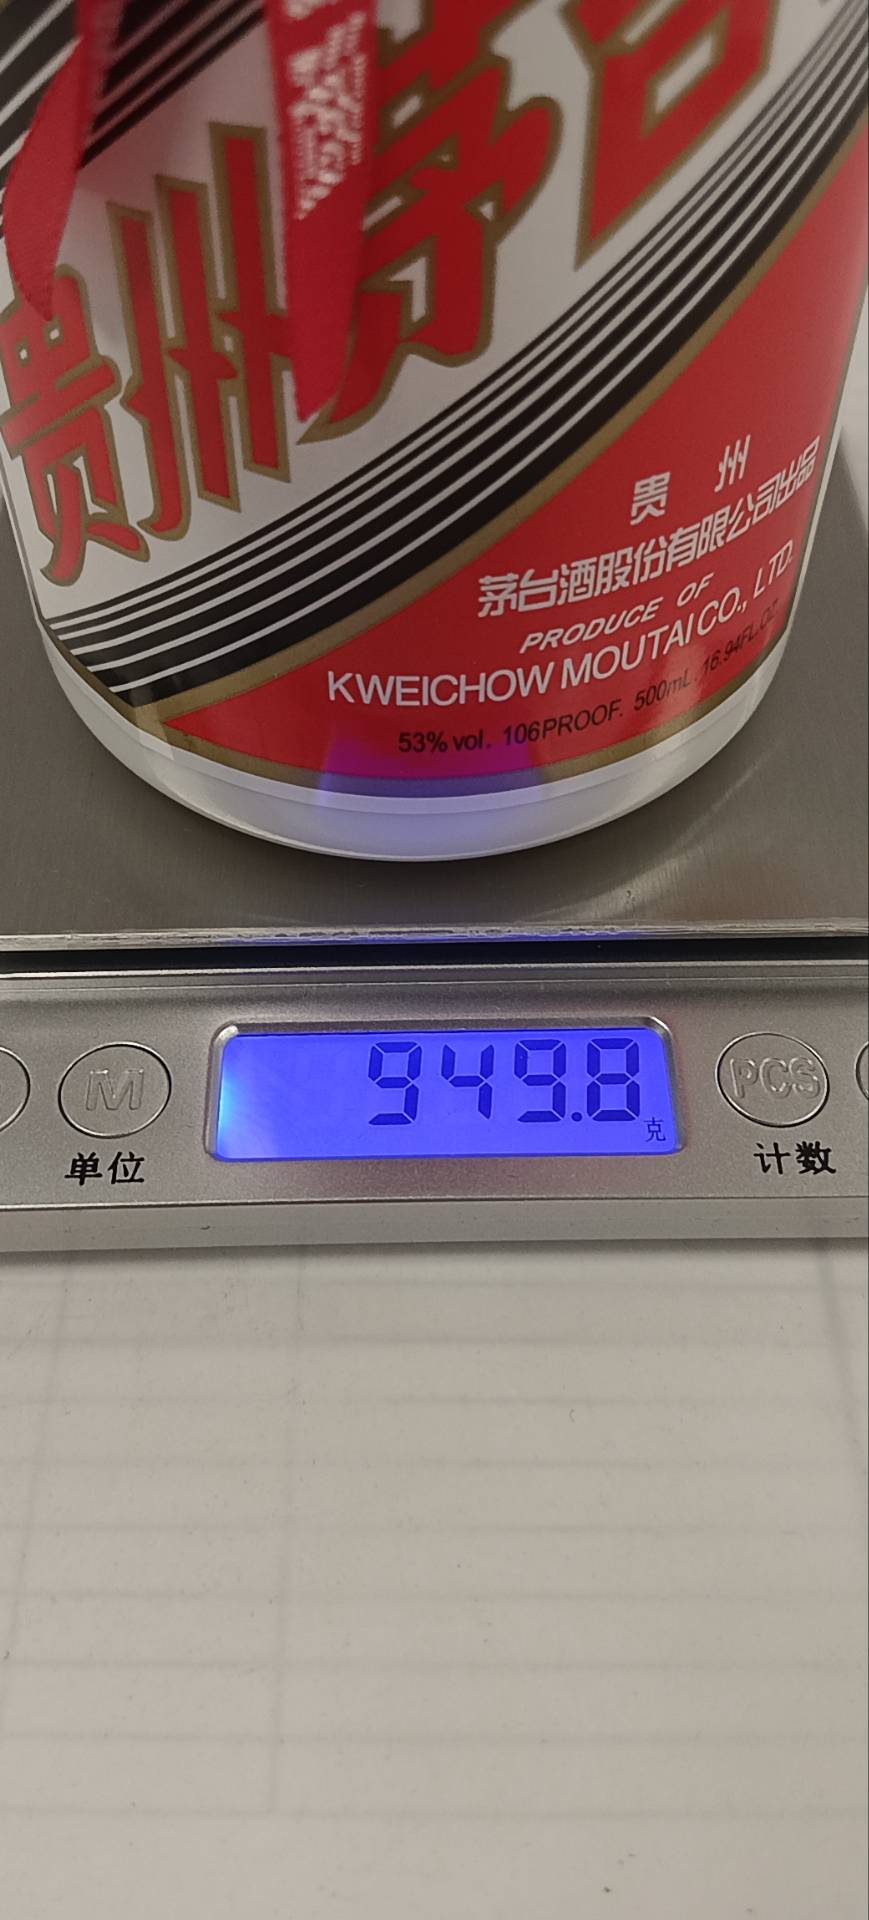 贵州茅台
贵 州
茅台酒股份有限公司出品
PRODUCE OF
KWEICHOW MOUTAI CO., LTD.
53% vol. 106PROOF. 500mL. 16.94FL.OZ.
949.8
克
M
单位
PCS
计数